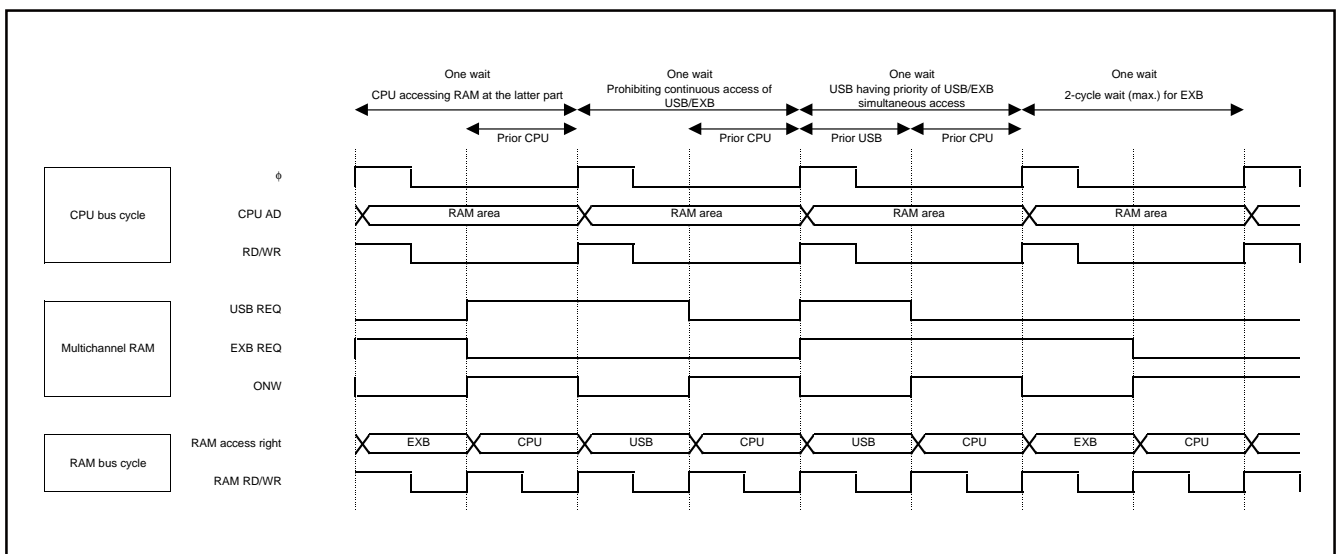 One wait
CPU accessing RAM at the latter part
One wait
Prohibiting continuous access of
USB/EXB
One wait
USB having priority of USB/EXB
simultaneous access
One wait
2-cycle wait (max.) for EXB
Prior CPU
Prior CPU
Prior USB
Prior CPU
CPU bus cycle
ϕ
CPU AD
RAM area
RAM area
RAM area
RAM area
RD/WR
Multichannel RAM
USB REQ
EXB REQ
ONW
RAM bus cycle
RAM access right
EXB
CPU
USB
CPU
USB
CPU
EXB
CPU
RAM RD/WR